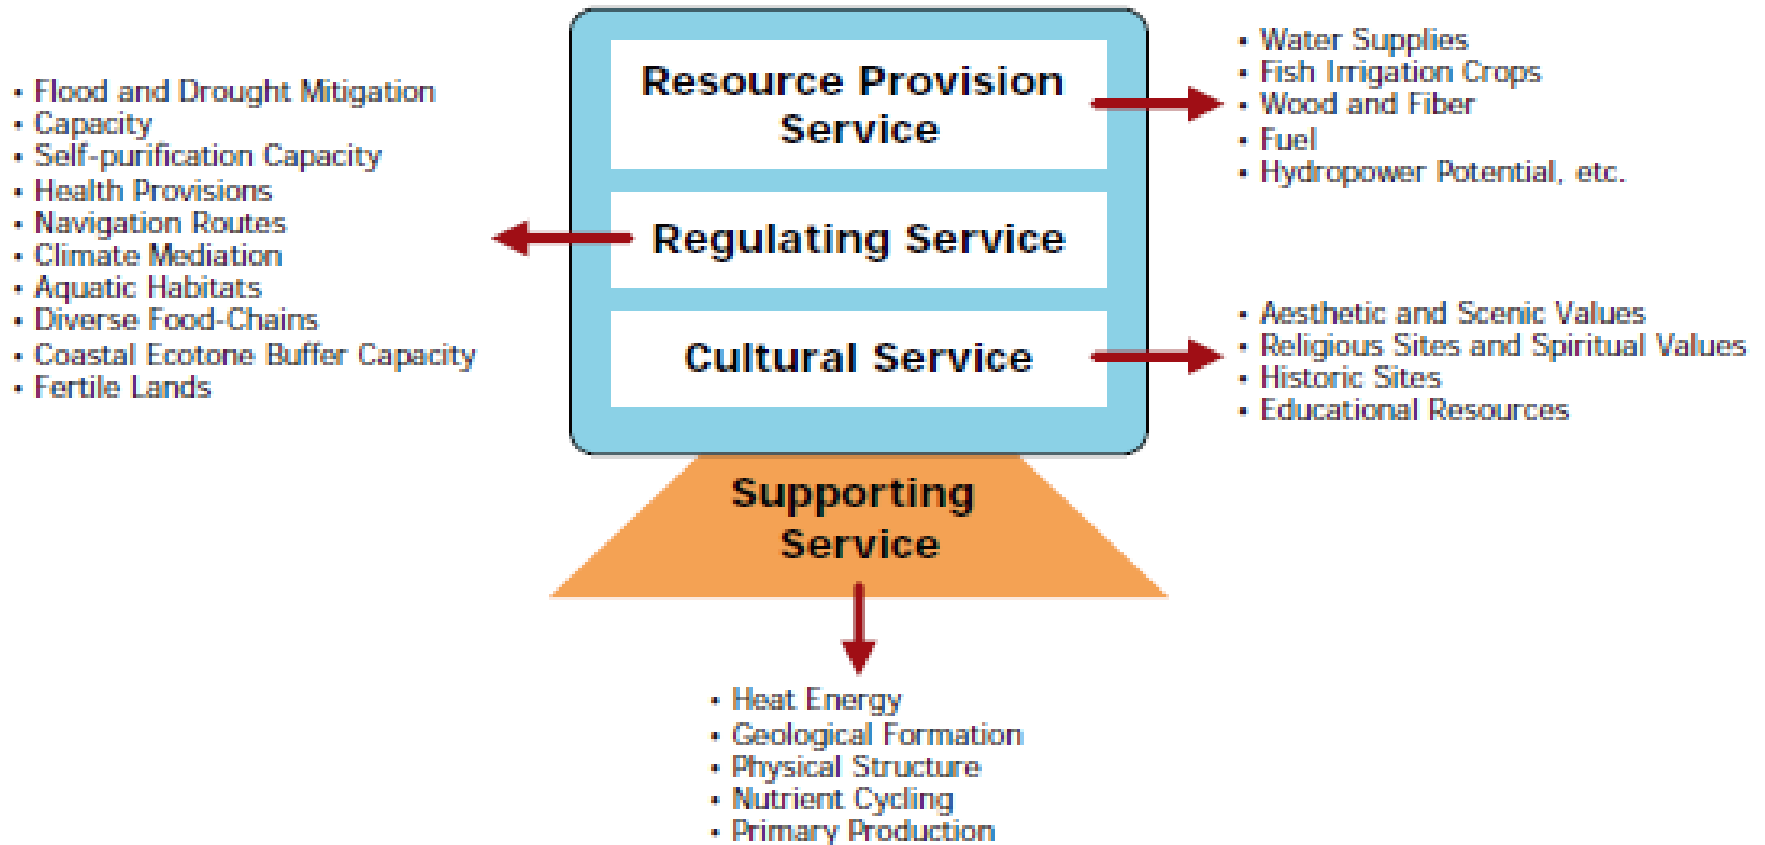 Resource Provision
Service
• Water Supplies
• Fish Irrigation Crops
• Wood and Fiber
• Fuel
• Hydropower Potential, etc.
Regulating Service
• Flood and Drought Mitigation
• Capacity
• Self-purification Capacity
• Health Provisions
• Navigation Routes
• Climate Mediation
• Aquatic Habitats
• Diverse Food-Chains
• Coastal Ecotone Buffer Capacity
• Fertile Lands
Cultural Service
• Aesthetic and Scenic Values
• Religious Sites and Spiritual Values
• Historic Sites
• Educational Resources
Supporting
Service
• Heat Energy
• Geological Formation
• Physical Structure
• Nutrient Cycling
• Primary Production